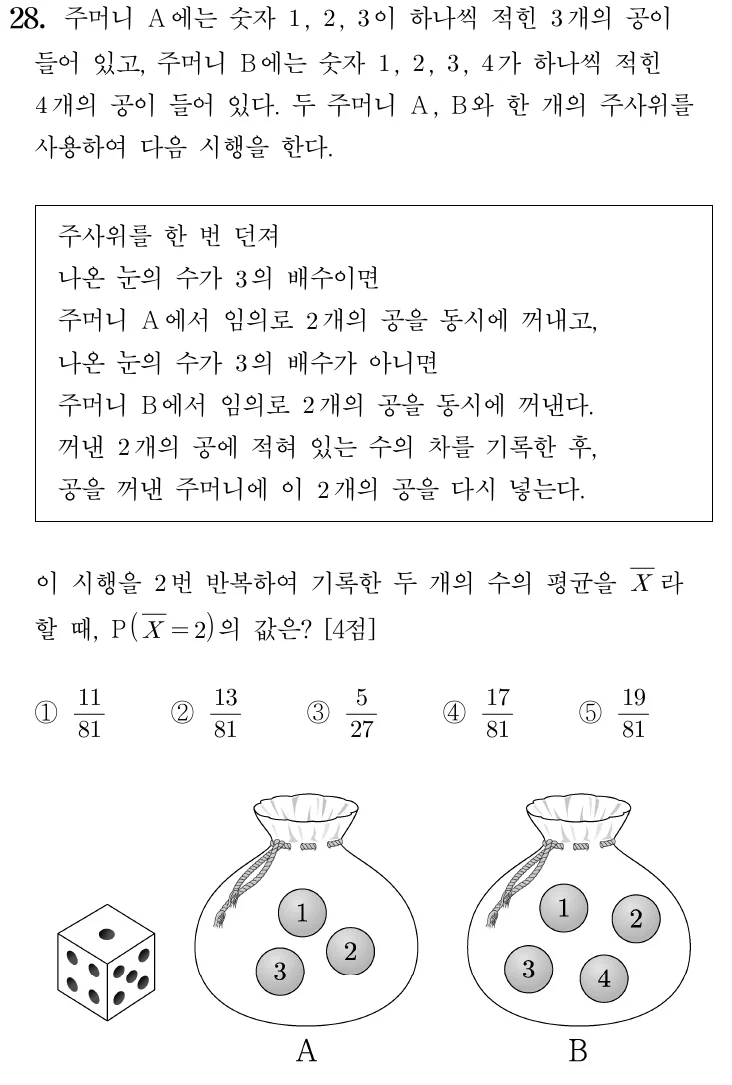 28. 주머니 A에는 숫자 1, 2, 3이 하나씩 적힌 3개의 공이
들어 있고, 주머니 B에는 숫자 1, 2, 3, 4가 하나씩 적힌
4개의 공이 들어 있다. 두 주머니 A, B와 한 개의 주사위를
사용하여 다음 시행을 한다.
주사위를 한 번 던져
나온 눈의 수가 3의 배수이면
주머니 A에서 임의로 2개의 공을 동시에 꺼내고,
나온 눈의 수가 3의 배수가 아니면
주머니 B에서 임의로 2개의 공을 동시에 꺼낸다.
꺼낸 2개의 공에 적혀 있는 수의 차를 기록한 후,
공을 꺼낸 주머니에 이 2개의 공을 다시 넣는다.
이 시행을 2번 반복하여 기록한 두 개의 수의 평균을 X̅ 라
할 때, P(X̅=2)의 값은? [4점]
① 11/81 ② 13/81 ③ 5/27 ④ 17/81 ⑤ 19/81
1 2 3
1 2 3 4
A B